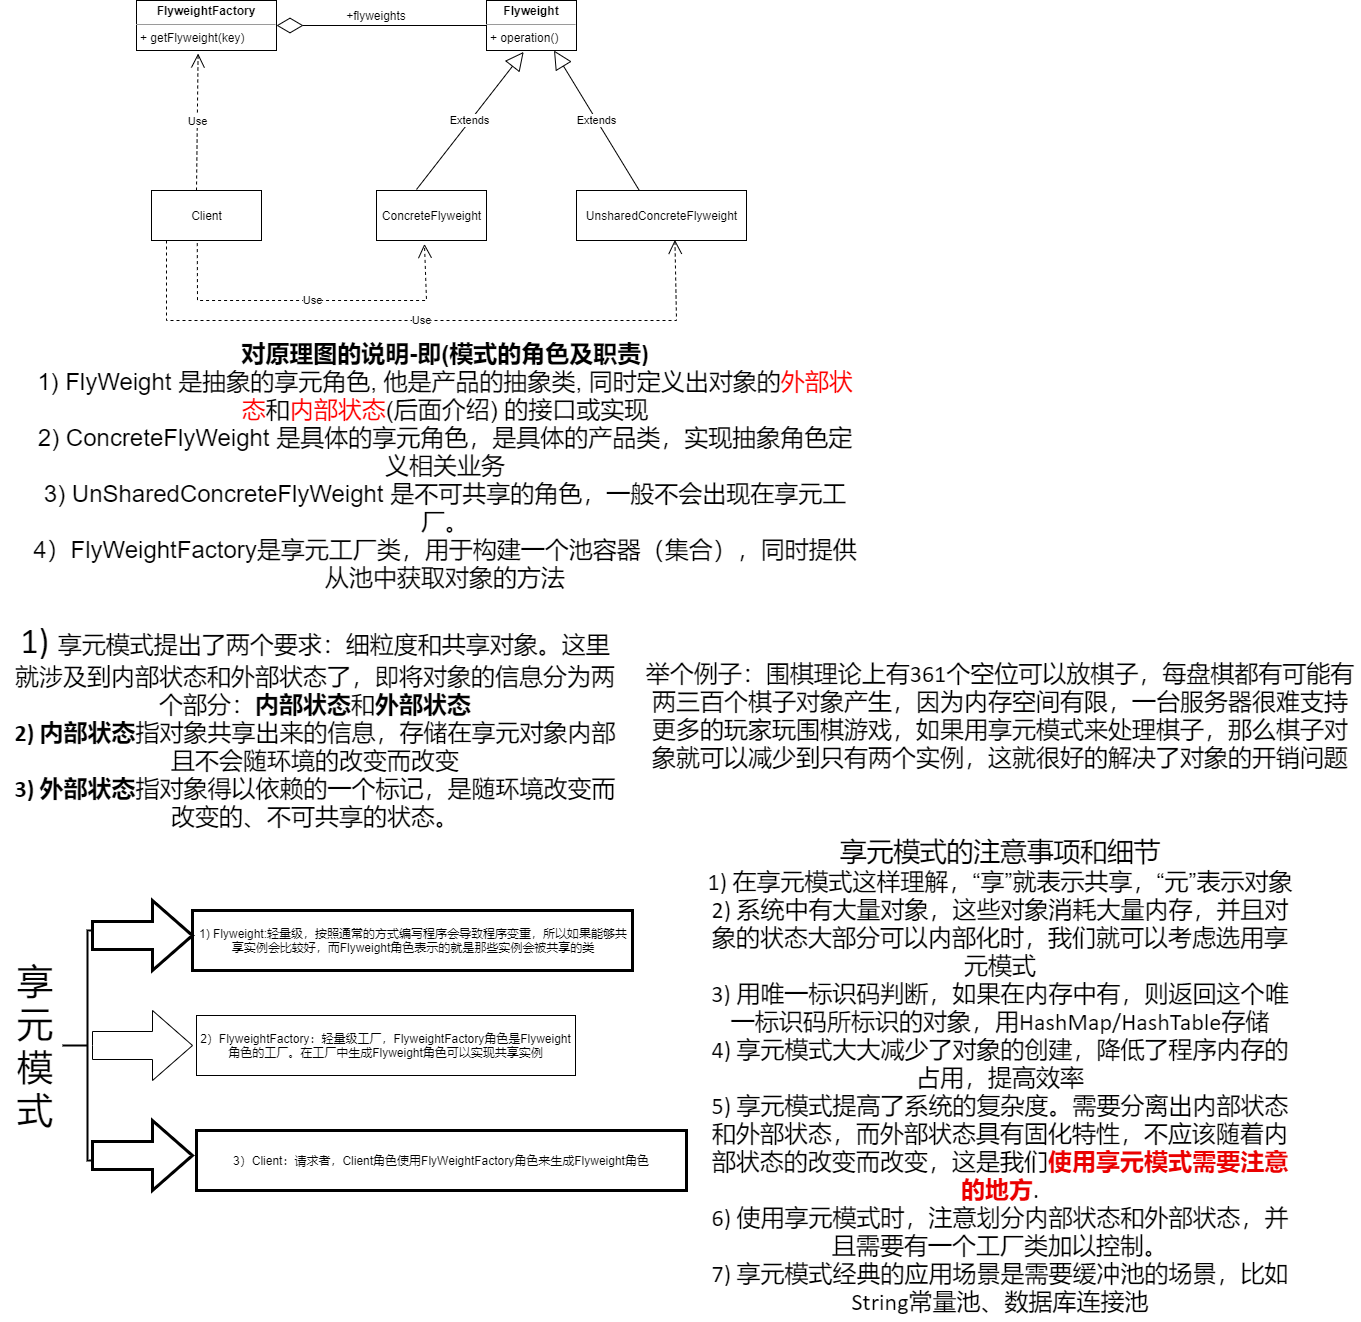 FlyweightFactory
+ getFlyweight(key)
+flyweights
Flyweight
+ operation()
Use
Extends
Extends
Client
ConcreteFlyweight
UnsharedConcreteFlyweight
Use
Use
对原理图的说明-即(模式的角色及职责)
1) FlyWeight 是抽象的享元角色, 他是产品的抽象类, 同时定义出对象的外部状
态和内部状态(后面介绍) 的接口或实现
2) ConcreteFlyWeight 是具体的享元角色，是具体的产品类，实现抽象角色定
义相关业务
3) UnSharedConcreteFlyWeight 是不可共享的角色，一般不会出现在享元工
厂。
4）FlyWeightFactory是享元工厂类，用于构建一个池容器（集合），同时提供
从池中获取对象的方法
1) 享元模式提出了两个要求：细粒度和共享对象。这里
就涉及到内部状态和外部状态了，即将对象的信息分为两
个部分：内部状态和外部状态
2) 内部状态指对象共享出来的信息，存储在享元对象内部
且不会随环境的改变而改变
3) 外部状态指对象得以依赖的一个标记，是随环境改变而
改变的、不可共享的状态。
举个例子：围棋理论上有361个空位可以放棋子，每盘棋都有可能有
两三百个棋子对象产生，因为内存空间有限，一台服务器很难支持
更多的玩家玩围棋游戏，如果用享元模式来处理棋子，那么棋子对
象就可以减少到只有两个实例，这就很好的解决了对象的开销问题
享元模式
1) Flyweight:轻量级，按照通常的方式编写程序会导致程序变重，所以如果能够共
享实例会比较好，而Flyweight角色表示的就是那些实例会被共享的类
2）FlyweightFactory：轻量级工厂，FlyweightFactory角色是Flyweight
角色的工厂。在工厂中生成Flyweight角色可以实现共享实例
3）Client：请求者，Client角色使用FlyWeightFactory角色来生成Flyweight角色
享元模式的注意事项和细节
1) 在享元模式这样理解，“享”就表示共享，“元”表示对象
2) 系统中有大量对象，这些对象消耗大量内存，并且对
象的状态大部分可以内部化时，我们就可以考虑选用享
元模式
3) 用唯一标识码判断，如果在内存中有，则返回这个唯
一标识码所标识的对象，用HashMap/HashTable存储
4) 享元模式大大减少了对象的创建，降低了程序内存的
占用，提高效率
5) 享元模式提高了系统的复杂度。需要分离出内部状态
和外部状态，而外部状态具有固化特性，不应该随着内
部状态的改变而改变，这是我们使用享元模式需要注意
的地方.
6) 使用享元模式时，注意划分内部状态和外部状态，并
且需要有一个工厂类加以控制。
7) 享元模式经典的应用场景是需要缓冲池的场景，比如
String常量池、数据库连接池